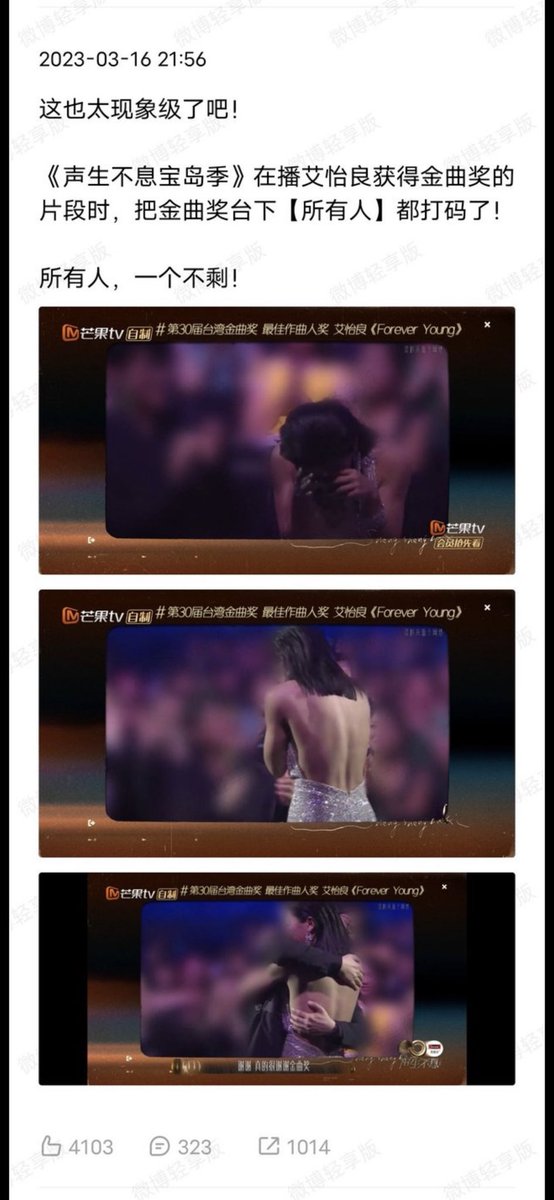 2023-03-16 21:56
这也太现象级了吧！
《声生不息宝岛季》在播艾怡良获得金曲奖的
片段时，把金曲奖台下【所有人】都打码了！
所有人，一个不剩！
芒果tv 自制 #第30届台湾金曲奖 最佳作曲人奖 艾怡良《Forever Young》
芒果tv
会员抢先看
芒果tv 自制 #第30届台湾金曲奖 最佳作曲人奖 艾怡良《Forever Young》
芒果tv 自制 #第30届台湾金曲奖 最佳作曲人奖 艾怡良《Forever Young》
谢谢 真的很谢谢金曲奖
4103 323 1014
微博轻享版